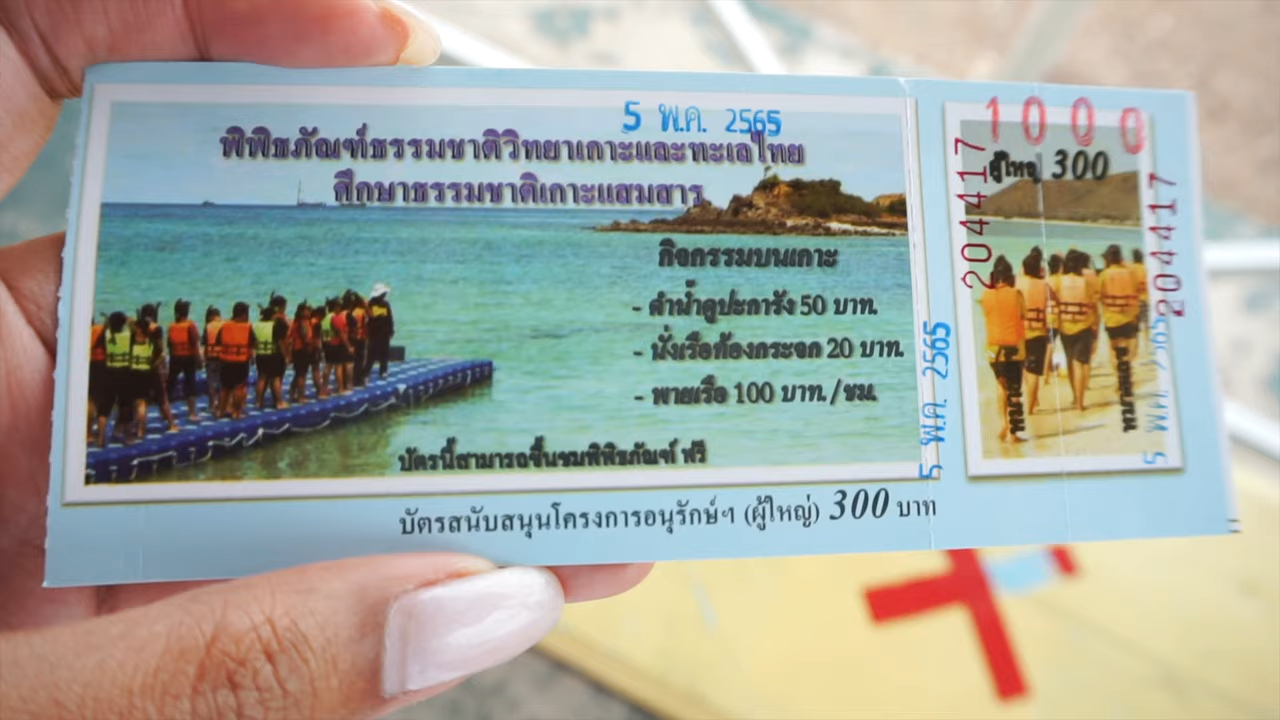 5 พ.ค. 2565
พิพิธภัณฑ์ธรรมชาติวิทยาเกาะและทะเลไทย
ศึกษาธรรมชาติเกาะแสมสาร
กิจกรรมบนเกาะ
- ดำน้ำดูปะการัง 50 บาท.
- นั่งเรือท้องกระจก 20 บาท.
- พายเรือ 100 บาท./ชม.
บัตรนี้สามารถขึ้นชมพิพิธภัณฑ์ ฟรี
บัตรสนับสนุนโครงการอนุรักษ์ฯ (ผู้ใหญ่) 300 บาท
5 พ.ค. 2565
1000
ผู้ใหญ่ 300
204417
204417
5 พ.ค. 2565